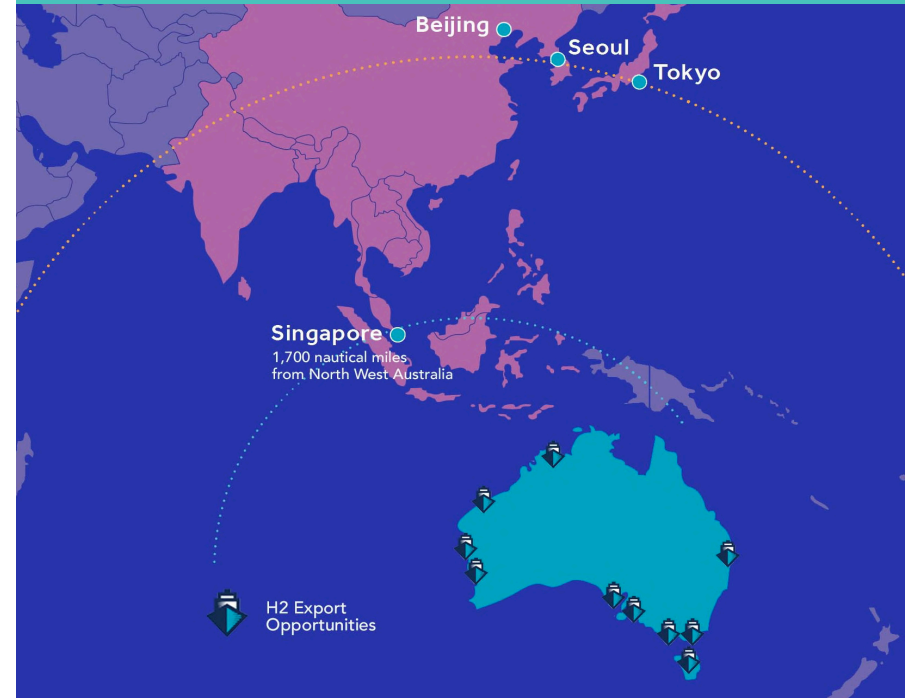 Beijing
Seoul
Tokyo
Singapore
1,700 nautical miles
from North West Australia
H2 Export
Opportunities